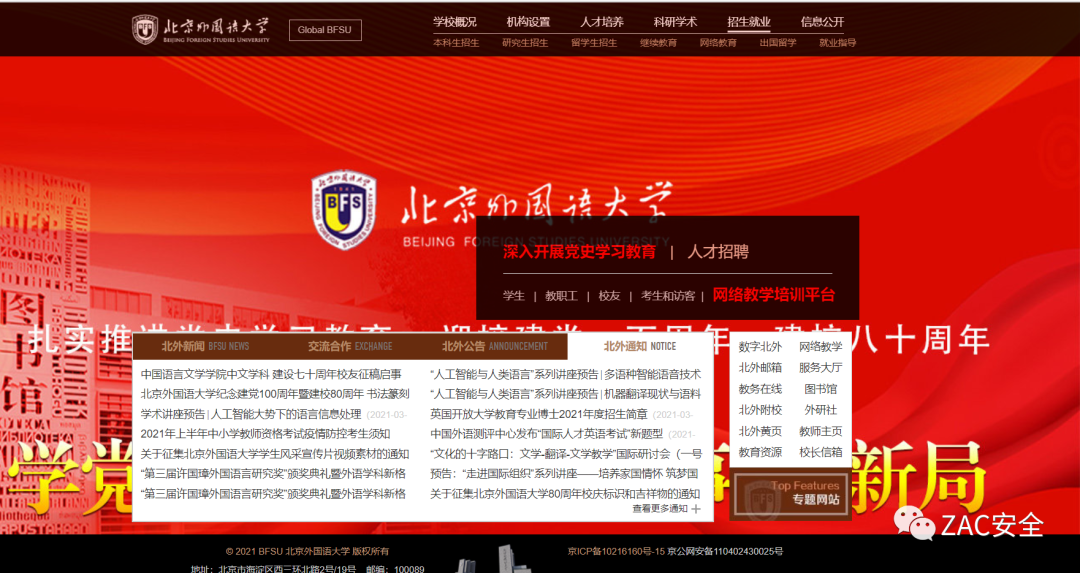 北京外国语大学
BEIJING FOREIGN STUDIES UNIVERSITY
Global BFSU
学校概况 机构设置 人才培养 科研学术 招生就业 信息公开
本科生招生 研究生招生 留学生招生 继续教育 网络教育 出国留学 就业指导
BFS
北京外国语大学
BEIJING FOREIGN STUDIES UNIVERSITY
深入开展党史学习教育 | 人才招聘
学生 | 教职工 | 校友 | 考生和访客 | 网络教学培训平台
扎实推进党史学习教育 迎接建党一百周年 建校八十周年
图
书
馆
学党
新局
北外新闻 BFSU NEWS 交流合作 EXCHANGE 北外公告 ANNOUNCEMENT 北外通知 NOTICE
中国语言文学学院中文学科 建设七十周年校友征稿启事
北京外国语大学纪念建党100周年暨建校80周年 书法篆刻
学术讲座预告 | 人工智能大势下的语言信息处理 (2021-03-
2021年上半年中小学教师资格考试疫情防控考生须知
关于征集北京外国语大学学生风采宣传片视频素材的通知
“第三届许国璋外国语言研究奖”颁奖典礼暨外语学科新格
“第三届许国璋外国语言研究奖”颁奖典礼暨外语学科新格
“人工智能与人类语言”系列讲座预告 | 多语种智能语音技术
“人工智能与人类语言”系列讲座预告 | 机器翻译现状与语料
英国开放大学教育专业博士2021年度招生简章 (2021-03-
中国外语测评中心发布“国际人才英语考试”新题型 (2021-
“文化的十字路口：文学-翻译-文学教学”国际研讨会（一号
预告：“走进国际组织”系列讲座——培养家国情怀 筑梦国
关于征集北京外国语大学80周年校庆标识和吉祥物的通知
查看更多通知
数字北外 网络教学
北外邮箱 服务大厅
教务在线 图书馆
北外附校 外研社
北外黄页 教师主页
教育资源 校长信箱
Top Features
专题网站
ZAC安全
© 2021 BFSU 北京外国语大学 版权所有
京ICP备10216160号-15 京公网安备110402430025号
地址：北京市海淀区西三环北路2号/19号 邮编：100089